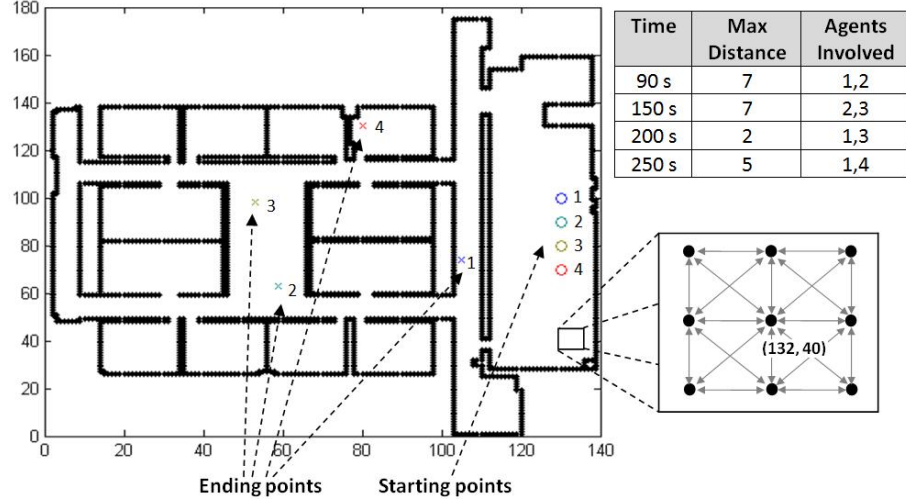 180
160
140
120
100
80
60
40
20
0
0 20 40 60 80 100 120 140
4
3
2
1
1
2
3
4
Ending points
Starting points
Time Max Distance Agents Involved
90 s 7 1,2
150 s 7 2,3
200 s 2 1,3
250 s 5 1,4
(132, 40)